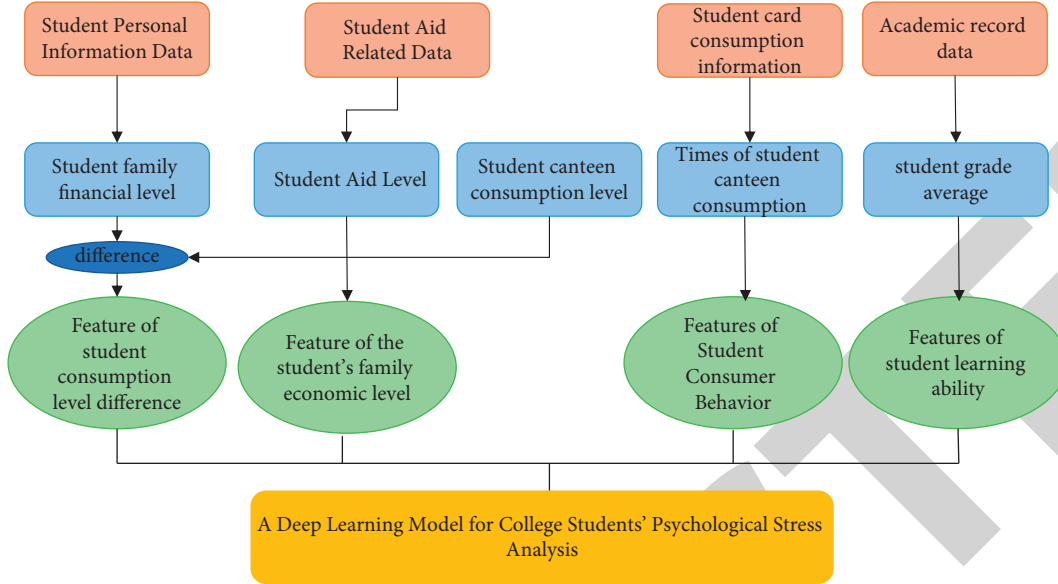 Student Personal
Information Data
Student Aid
Related Data
Student card
consumption
information
Academic record
data
Student family
financial level
Student Aid Level
Student canteen
consumption level
Times of student
canteen
consumption
student grade
average
difference
Feature of
student
consumption
level difference
Feature of the
student's family
economic level
Features of
Student
Consumer
Behavior
Features of
student learning
ability
A Deep Learning Model for College Students' Psychological Stress
Analysis